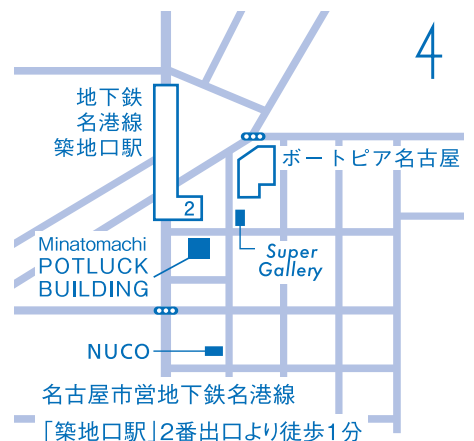 地下鉄
名港線
築地口駅
ボートピア名古屋
2
Minatomachi
POTLUCK
BUILDING
Super
Gallery
NUCO
名古屋市営地下鉄名港線
「築地口駅」2番出口より徒歩1分